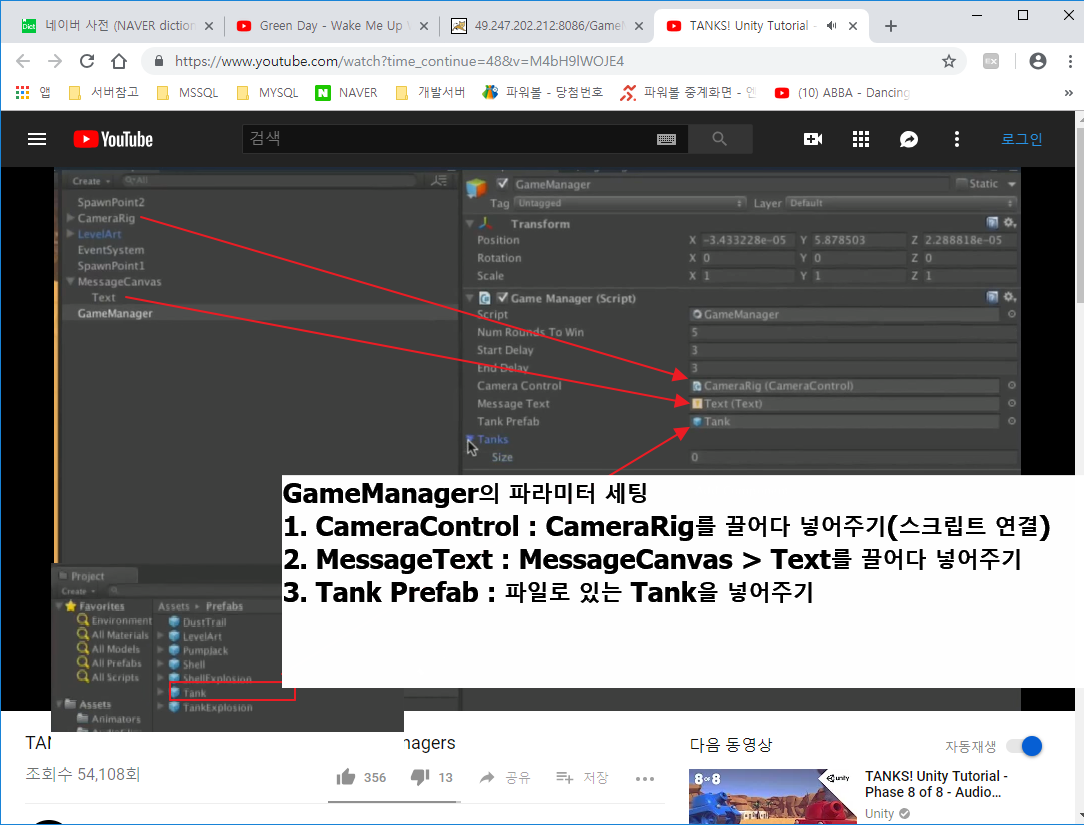 네이버 사전 (NAVER diction
Green Day - Wake Me Up
49.247.202.212:8086/Game
TANKS! Unity Tutorial -
https://www.youtube.com/watch?time_continue=48&v=M4bH9lWOJE4
앱 서버참고 MSSQL MYSQL NAVER 개발서버 파워볼 - 당첨번호 파워볼 중계화면 - (10) ABBA - Dancing
YouTube
검색
로그인
Create
All
SpawnPoint2
CameraRig
LevelArt
EventSystem
SpawnPoint1
MessageCanvas
Text
GameManager
GameManager Static
Tag Untagged Layer Default
Transform
Position X -3.433228e-05 Y 5.878503 Z 2.288818e-05
Rotation X 0 Y 0 Z 0
Scale X 1 Y 1 Z 1
Game Manager (Script)
Script GameManager
Num Rounds To Win 5
Start Delay 3
End Delay 3
Camera Control CameraRig (CameraControl)
Message Text Text (Text)
Tank Prefab Tank
Tanks
Size 0
GameManager의 파라미터 세팅
1. CameraControl : CameraRig를 끌어다 넣어주기(스크립트 연결)
2. MessageText : MessageCanvas > Text를 끌어다 넣어주기
3. Tank Prefab : 파일로 있는 Tank을 넣어주기
Project
Create
Favorites
Environment
All Materials
All Models
All Prefabs
All Scripts
Assets
Animators
Assets Prefabs
DustTrail
LevelArt
PumpJack
Shell
ShellExplosion
Tank
TankExplosion
TAN
nagers
조회수 54,108회
356 13 공유 저장
다음 동영상 자동재생
8 OF 8
unity
TANKS! Unity Tutorial -
Phase 8 of 8 - Audio...
Unity